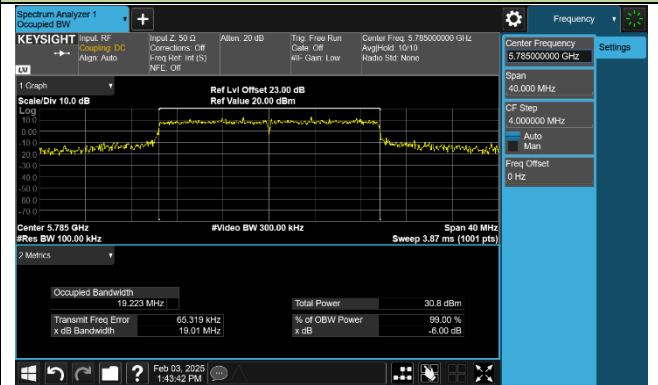 Spectrum Analyzer 1
Occupied BW
Frequency
KEYSIGHT
Input: RF
Coupling: DC
Align: Auto
Input Z: 50 Ω
Corrections: Off
Freq Ref: Int (S)
NFE: Off
Atten: 20 dB
Trig: Free Run
Gate: Off
#IF Gain: Low
Center Freq: 5.785000000 GHz
Avg|Hold: 10/10
Radio Std: None
LXI
Center Frequency
5.785000000 GHz
Settings
Span
40.000 MHz
CF Step
4.000000 MHz
Auto
Man
Freq Offset
0 Hz
1 Graph
Scale/Div 10.0 dB
Ref Lvl Offset 23.00 dB
Ref Value 20.00 dBm
Log
10.0
0.00
-10.0
-20.0
-30.0
-40.0
-50.0
-60.0
-70.0
Center 5.785 GHz
#Video BW 300.00 kHz
Span 40 MHz
#Res BW 100.00 kHz
Sweep 3.87 ms (1001 pts)
2 Metrics
Occupied Bandwidth
19.223 MHz
Total Power
30.8 dBm
Transmit Freq Error
65.319 kHz
% of OBW Power
99.00 %
x dB Bandwidth
19.01 MHz
x dB
-6.00 dB
Feb 03, 2025
1:43:42 PM